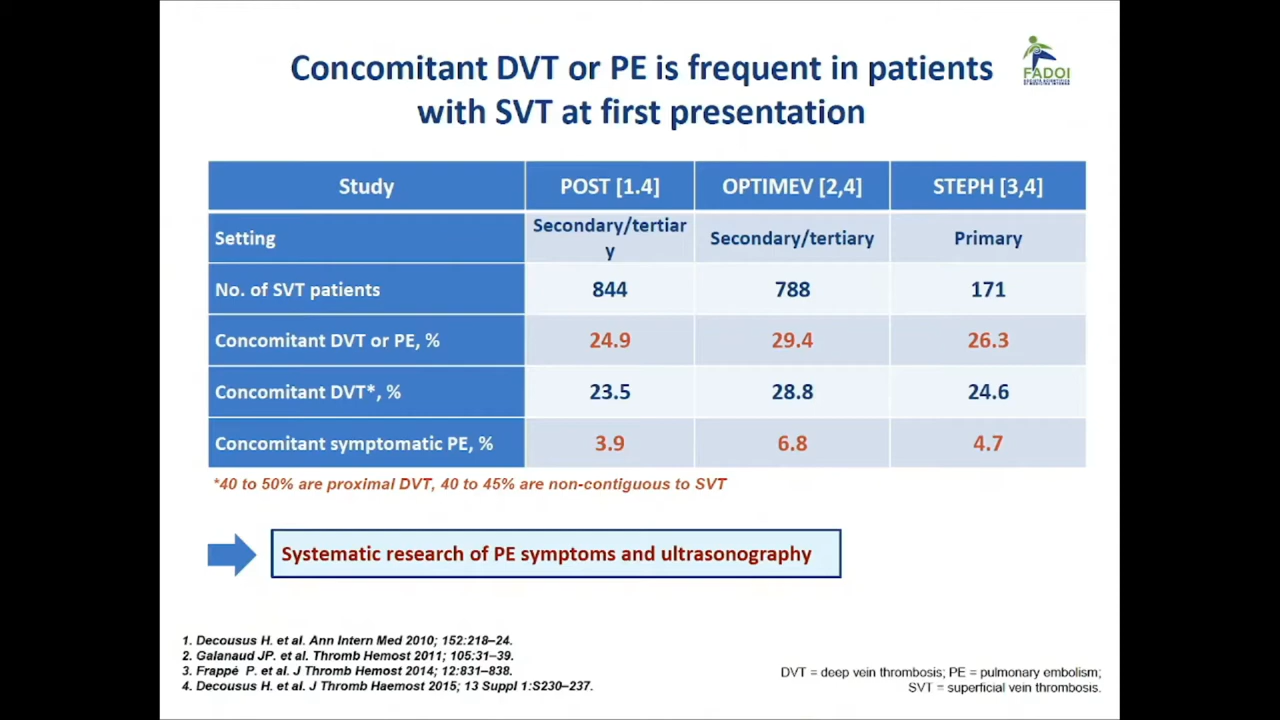 Concomitant DVT or PE is frequent in patients
with SVT at first presentation
FADOI
Study POST [1.4] OPTIMEV [2,4] STEPH [3,4]
Setting Secondary/tertiar
y Secondary/tertiary Primary
No. of SVT patients 844 788 171
Concomitant DVT or PE, % 24.9 29.4 26.3
Concomitant DVT*, % 23.5 28.8 24.6
Concomitant symptomatic PE, % 3.9 6.8 4.7
*40 to 50% are proximal DVT, 40 to 45% are non-contiguous to SVT
Systematic research of PE symptoms and ultrasonography
1. Decousus H. et al. Ann Intern Med 2010; 152:218–24.
2. Galanaud JP. et al. Thromb Hemost 2011; 105:31–39.
3. Frappé P. et al. J Thromb Hemost 2014; 12:831–838.
4. Decousus H. et al. J Thromb Haemost 2015; 13 Suppl 1:S230–237.
DVT = deep vein thrombosis; PE = pulmonary embolism;
SVT = superficial vein thrombosis.